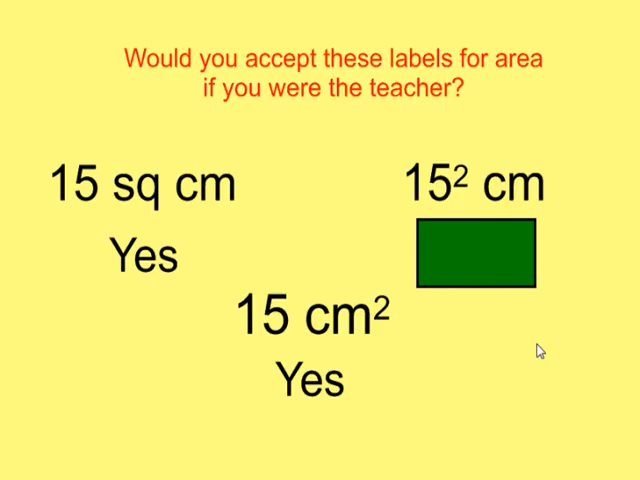 Would you accept these labels for area
if you were the teacher?
15 sq cm
Yes
15² cm
15 cm²
Yes